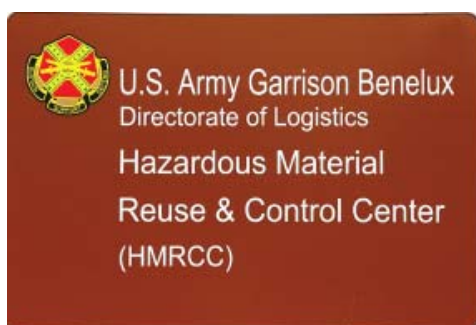 U.S. Army Garrison Benelux
Directorate of Logistics
Hazardous Material
Reuse & Control Center
(HMRCC)